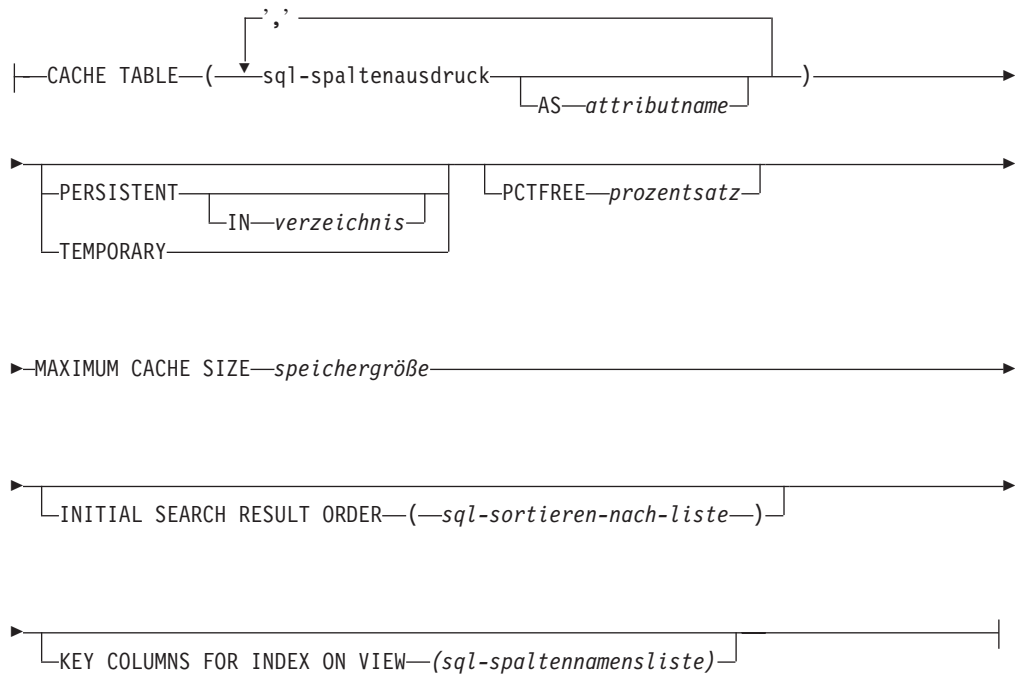 ','
CACHE TABLE ( sql-spaltenausdruck )
AS attributname
PERSISTENT PCTFREE prozentsatz
IN verzeichnis
TEMPORARY
MAXIMUM CACHE SIZE speichergröße
INITIAL SEARCH RESULT ORDER ( sql-sortieren-nach-liste )
KEY COLUMNS FOR INDEX ON VIEW (sql-spaltennamensliste)